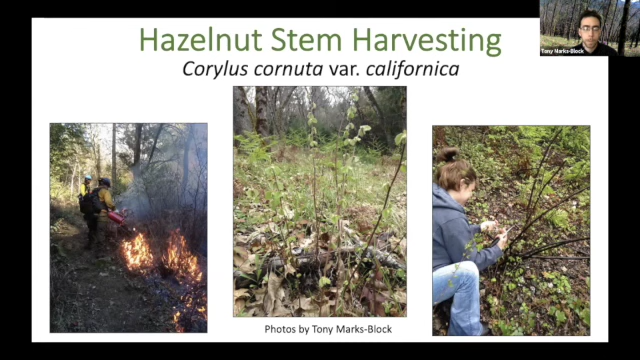 Hazelnut Stem Harvesting
Corylus cornuta var. californica
Tony Marks-Block
Photos by Tony Marks-Block